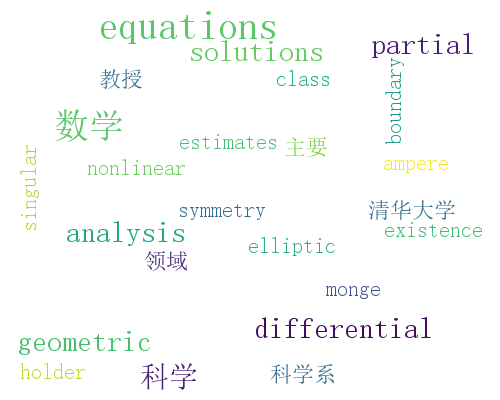 equations
solutions
partial
教授
class
boundary
数学
estimates
主要
singular
nonlinear
ampere
symmetry
清华大学
analysis
existence
领域
elliptic
monge
geometric
differential
holder
科学
科学系